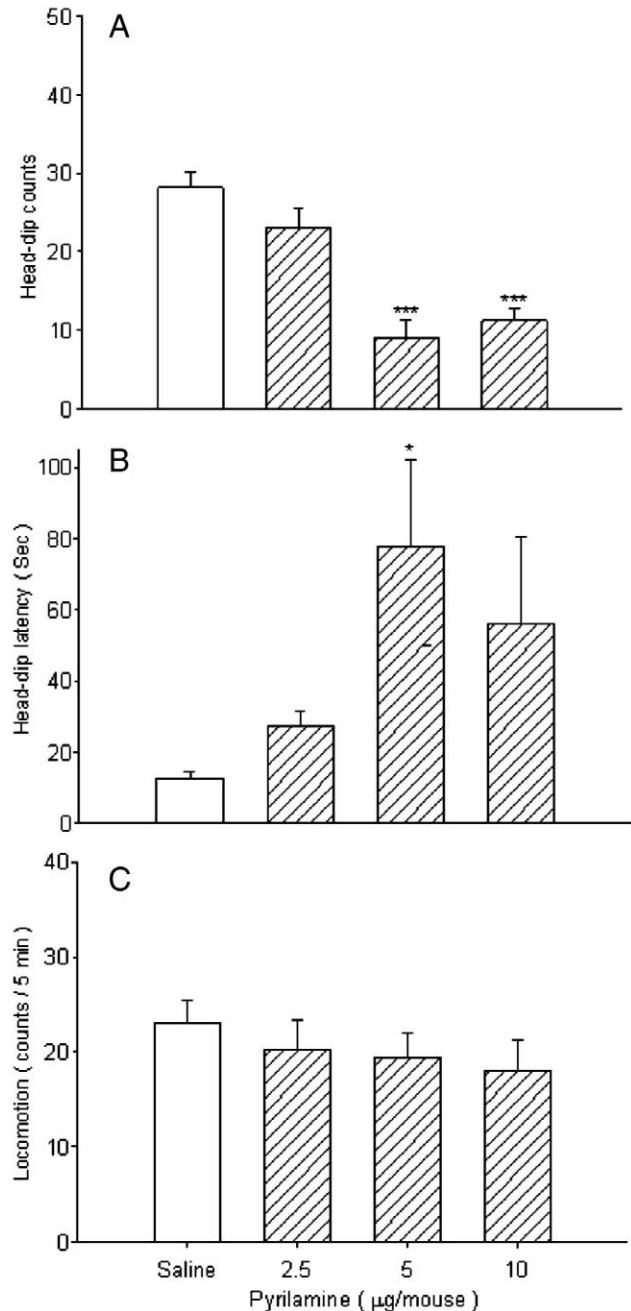 A
50
40
30
20
10
0
Head-dip counts
***
***
B
100
80
60
40
20
0
Head-dip latency ( Sec )
*
C
40
30
20
10
0
Locomotion ( counts / 5 min )
Saline 2.5 5 10
Pyrilamine ( µg/mouse )